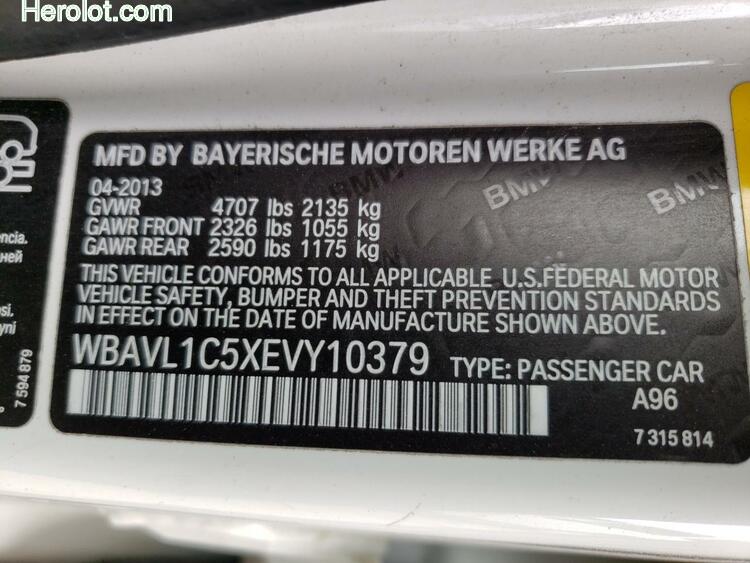 Herolot.com
MFD BY BAYERISCHE MOTOREN WERKE AG
04-2013
GVWR 4707 lbs 2135 kg
GAWR FRONT 2326 lbs 1055 kg
GAWR REAR 2590 lbs 1175 kg
THIS VEHICLE CONFORMS TO ALL APPLICABLE U.S.FEDERAL MOTOR
VEHICLE SAFETY, BUMPER AND THEFT PREVENTION STANDARDS
IN EFFECT ON THE DATE OF MANUFACTURE SHOWN ABOVE.
WBAVL1C5XEVY10379 TYPE: PASSENGER CAR
A96
7 315 814
7 594 879
BMW
BMW
BMW